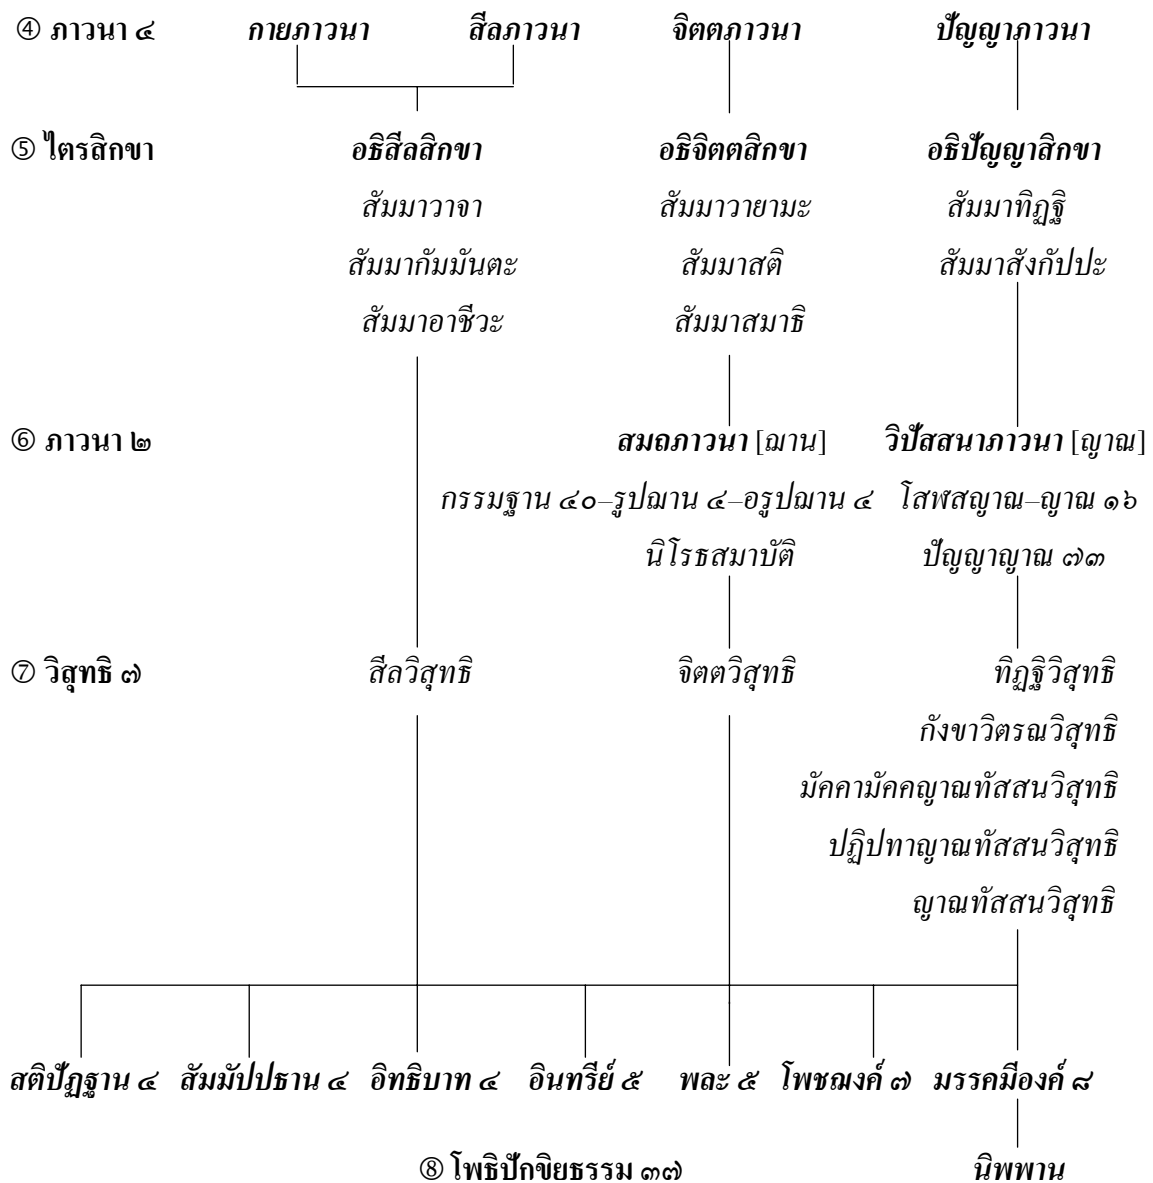 ④ ภาวนา ๔ กายภาวนา สีลภาวนา จิตตภาวนา ปัญญาภาวนา
⑤ ไตรสิกขา อธิสีลสิกขา อธิจิตตสิกขา อธิปัญญาสิกขา
สัมมาวาจา สัมมาวายามะ สัมมาทิฏฐิ
สัมมากัมมันตะ สัมมาสติ สัมมาสังกัปปะ
สัมมาอาชีวะ สัมมาสมาธิ
⑥ ภาวนา ๒ สมถภาวนา [ฌาน] วิปัสสนาภาวนา [ญาณ]
กรรมฐาน ๔๐–รูปฌาน ๔–อรูปฌาน ๔ โสฬสญาณ–ญาณ ๑๖
นิโรธสมาบัติ ปัญญาญาณ ๗๓
⑦ วิสุทธิ ๗ สีลวิสุทธิ จิตตวิสุทธิ ทิฏฐิวิสุทธิ
กังขาวิตรณวิสุทธิ
มัคคามัคคญาณทัสสนวิสุทธิ
ปฏิปทาญาณทัสสนวิสุทธิ
ญาณทัสสนวิสุทธิ
สติปัฏฐาน ๔ สัมมัปปธาน ๔ อิทธิบาท ๔ อินทรีย์ ๕ พละ ๕ โพชฌงค์ ๗ มรรคมีองค์ ๘
⑧ โพธิปักขิยธรรม ๓๗ นิพพาน